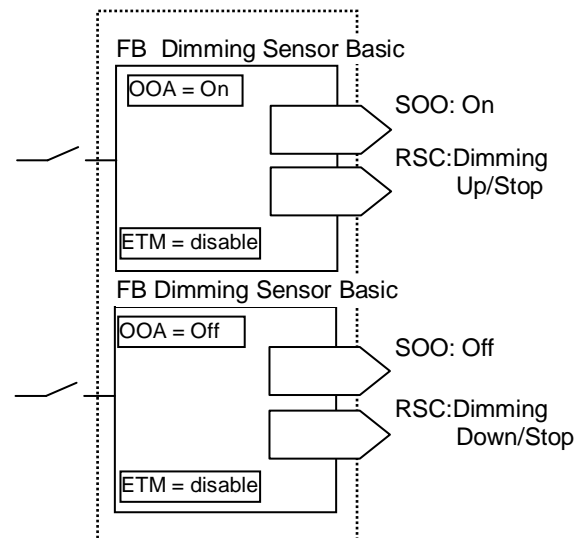 FB Dimming Sensor Basic
OOA = On
SOO: On
RSC:Dimming
Up/Stop
ETM = disable
FB Dimming Sensor Basic
OOA = Off
SOO: Off
RSC:Dimming
Down/Stop
ETM = disable